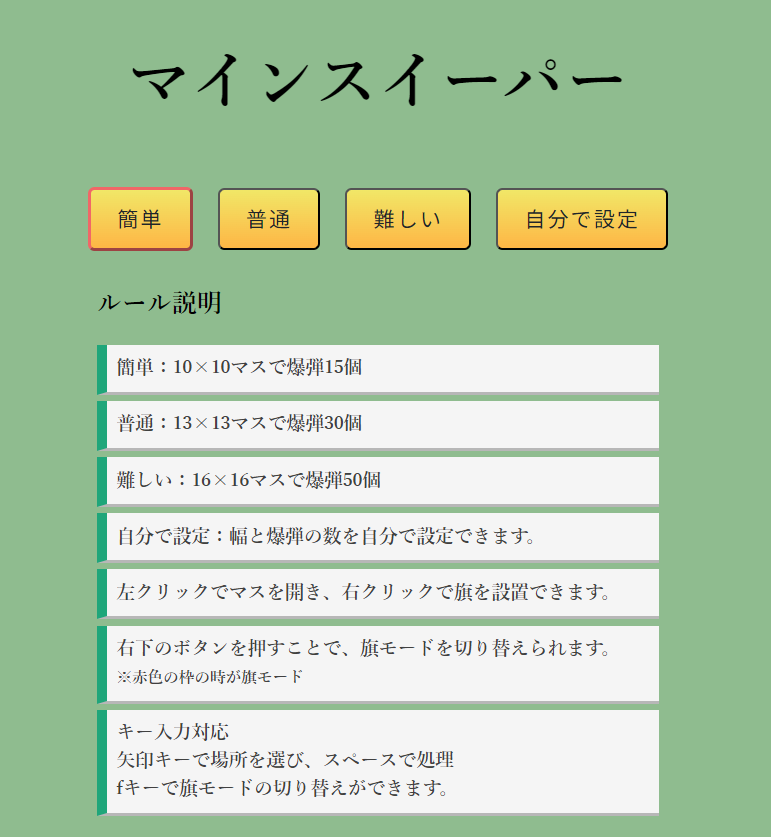 マインスイーパー
簡単
普通
難しい
自分で設定
ルール説明
簡単：10×10マスで爆弾15個
普通：13×13マスで爆弾30個
難しい：16×16マスで爆弾50個
自分で設定：幅と爆弾の数を自分で設定できます。
左クリックでマスを開き、右クリックで旗を設置できます。
右下のボタンを押すことで、旗モードを切り替えられます。
※赤色の枠の時が旗モード
キー入力対応
矢印キーで場所を選び、スペースで処理
fキーで旗モードの切り替えができます。